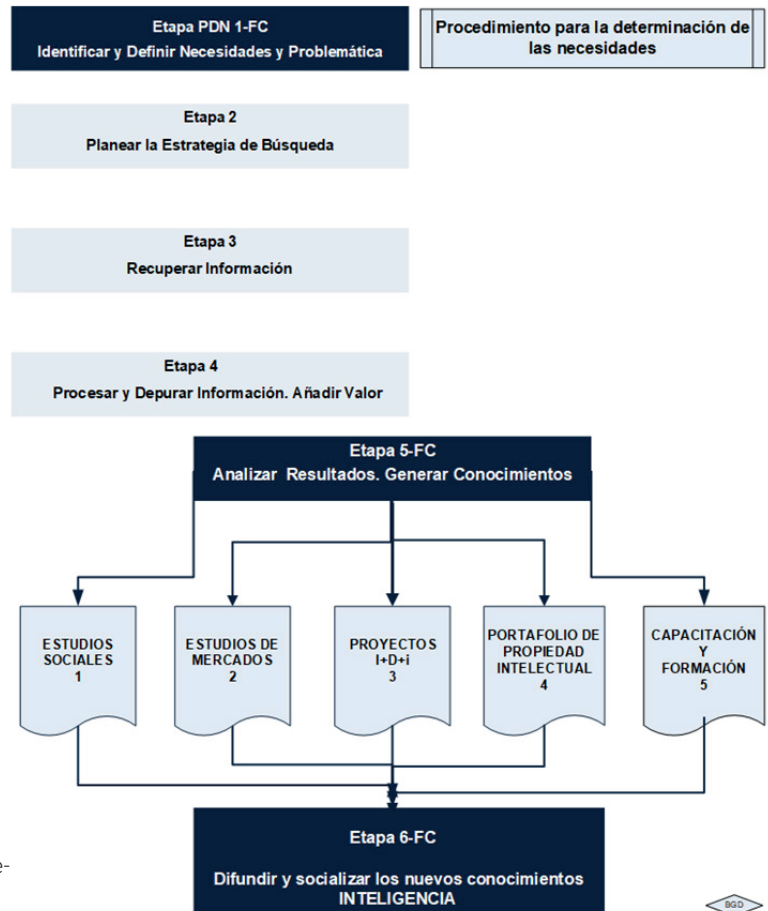 Etapa PDN 1-FC
Identificar y Definir Necesidades y Problemática
Procedimiento para la determinación de
las necesidades
Etapa 2
Planear la Estrategia de Búsqueda
Etapa 3
Recuperar Información
Etapa 4
Procesar y Depurar Información. Añadir Valor
Etapa 5-FC
Analizar Resultados. Generar Conocimientos
ESTUDIOS
SOCIALES
1
ESTUDIOS DE
MERCADOS
2
PROYECTOS
I+D+i
3
PORTAFOLIO DE
PROPIEDAD
INTELECTUAL
4
CAPACITACIÓN
Y
FORMACIÓN
5
Etapa 6-FC
Difundir y socializar los nuevos conocimientos
INTELIGENCIA
e-
BGD